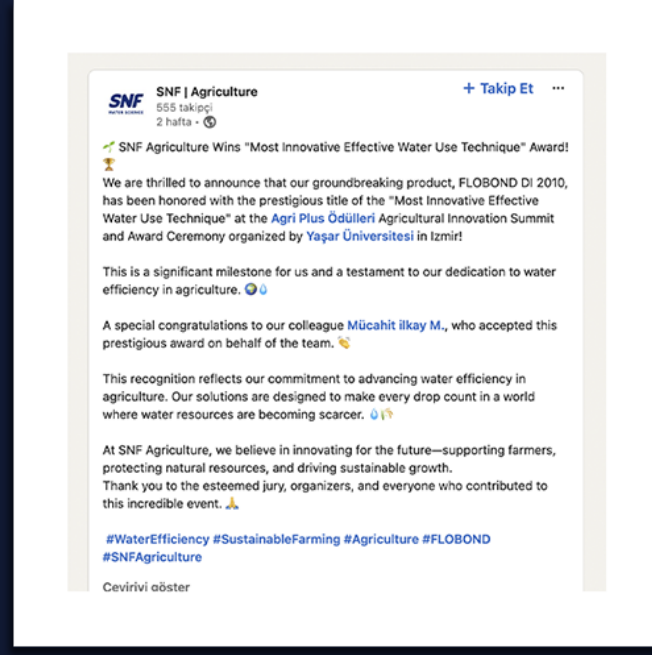 SNF
WATER SCIENCE
SNF | Agriculture
555 takipçi
2 hafta •
+ Takip Et ...
🌱 SNF Agriculture Wins "Most Innovative Effective Water Use Technique" Award!
🏆
We are thrilled to announce that our groundbreaking product, FLOBOND DI 2010,
has been honored with the prestigious title of the "Most Innovative Effective
Water Use Technique" at the Agri Plus Ödülleri Agricultural Innovation Summit
and Award Ceremony organized by Yaşar Üniversitesi in Izmir!
This is a significant milestone for us and a testament to our dedication to water
efficiency in agriculture. 🌍💧
A special congratulations to our colleague Mücahit ilkay M., who accepted this
prestigious award on behalf of the team. 👏
This recognition reflects our commitment to advancing water efficiency in
agriculture. Our solutions are designed to make every drop count in a world
where water resources are becoming scarcer. 💧🌾
At SNF Agriculture, we believe in innovating for the future—supporting farmers,
protecting natural resources, and driving sustainable growth.
Thank you to the esteemed jury, organizers, and everyone who contributed to
this incredible event. 🙏
#WaterEfficiency #SustainableFarming #Agriculture #FLOBOND
#SNFAgriculture
Çeviriyi göster